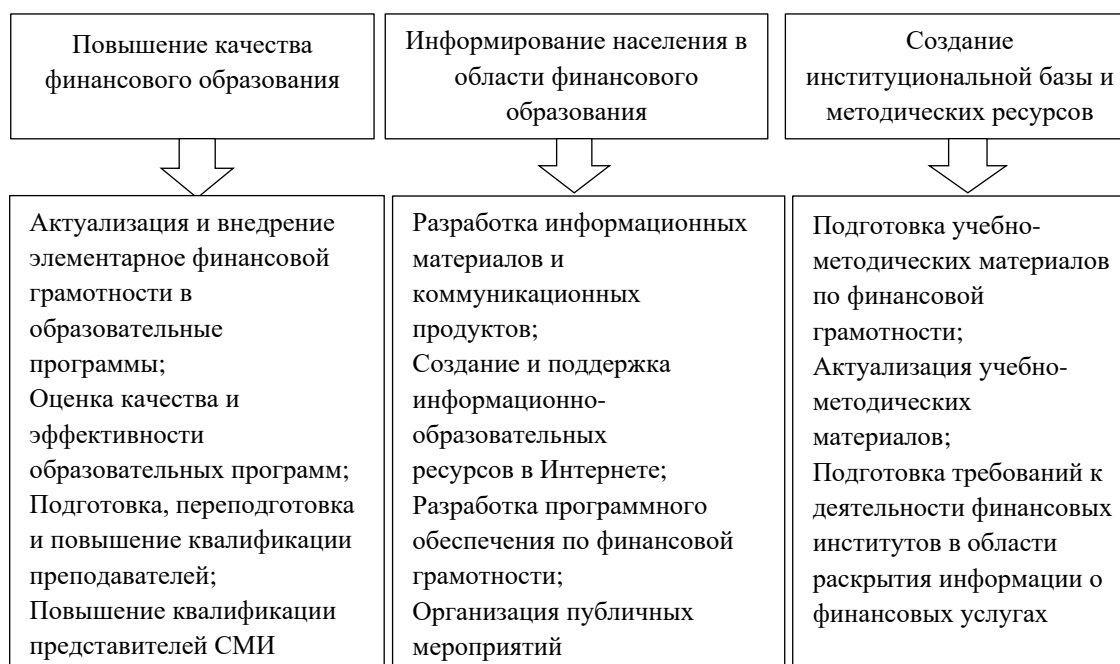 Повышение качества
финансового образования
Информирование населения в
области финансового
образования
Создание
институциональной базы и
методических ресурсов
Актуализация и внедрение
элементарное финансовой
грамотности в
образовательные
программы;
Оценка качества и
эффективности
образовательных программ;
Подготовка, переподготовка
и повышение квалификации
преподавателей;
Повышение квалификации
представителей СМИ
Разработка информационных
материалов и
коммуникационных
продуктов;
Создание и поддержка
информационно-
образовательных
ресурсов в Интернете;
Разработка программного
обеспечения по финансовой
грамотности;
Организация публичных
мероприятий
Подготовка учебно-
методических материалов
по финансовой
грамотности;
Актуализация учебно-
методических
материалов;
Подготовка требований к
деятельности финансовых
институтов в области
раскрытия информации о
финансовых услугах